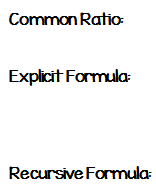 Common Ratio:
Explicit Formula:
Recursive Formula: